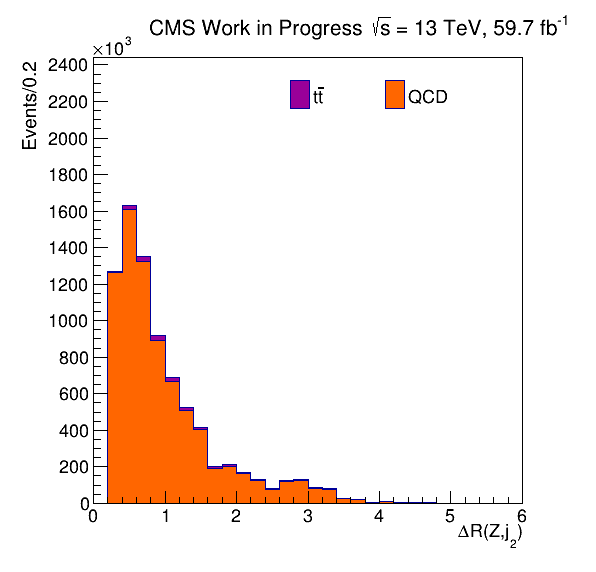 CMS Work in Progress √s = 13 TeV, 59.7 fb⁻¹
×10³
Events/0.2
2400
2200
2000
1800
1600
1400
1200
1000
800
600
400
200
0
tt̄
QCD
0 1 2 3 4 5 6
ΔR(Z,j₂)